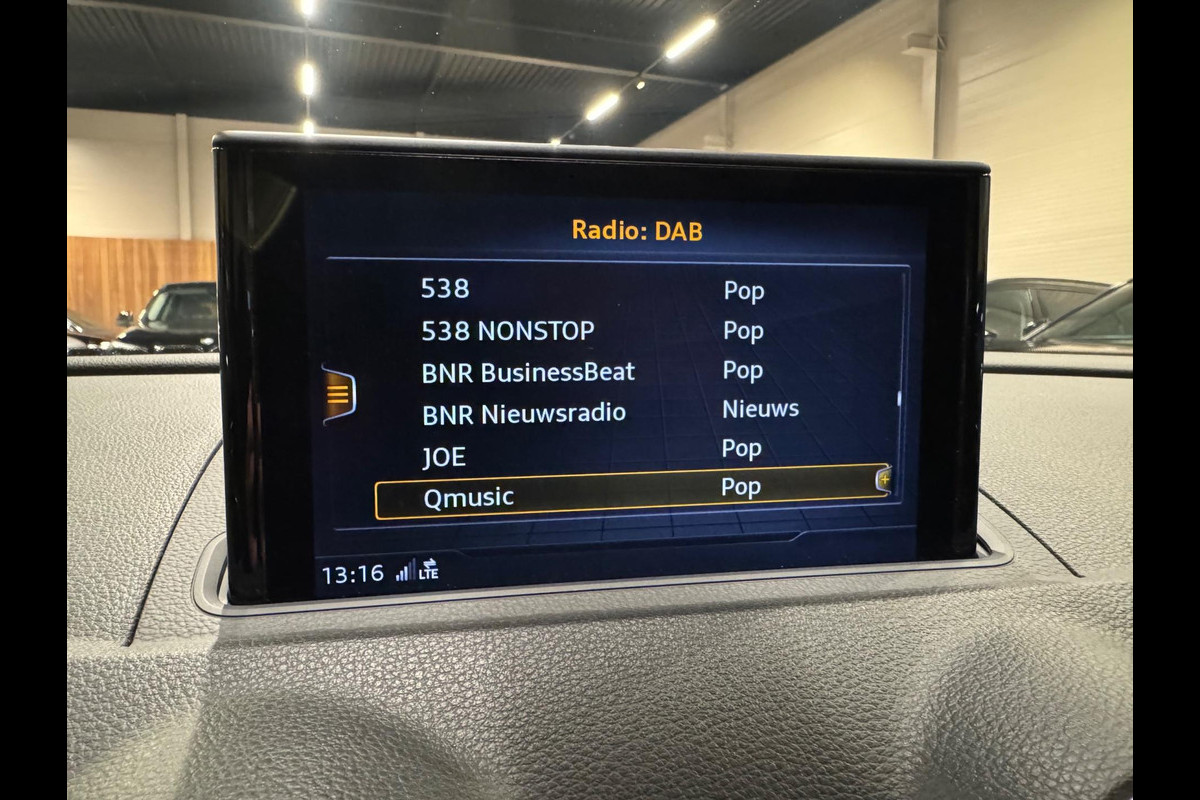 Radio: DAB
538 Pop
538 NONSTOP Pop
BNR BusinessBeat Pop
BNR Nieuwsradio Nieuws
JOE Pop
Qmusic Pop
13:16 LTE